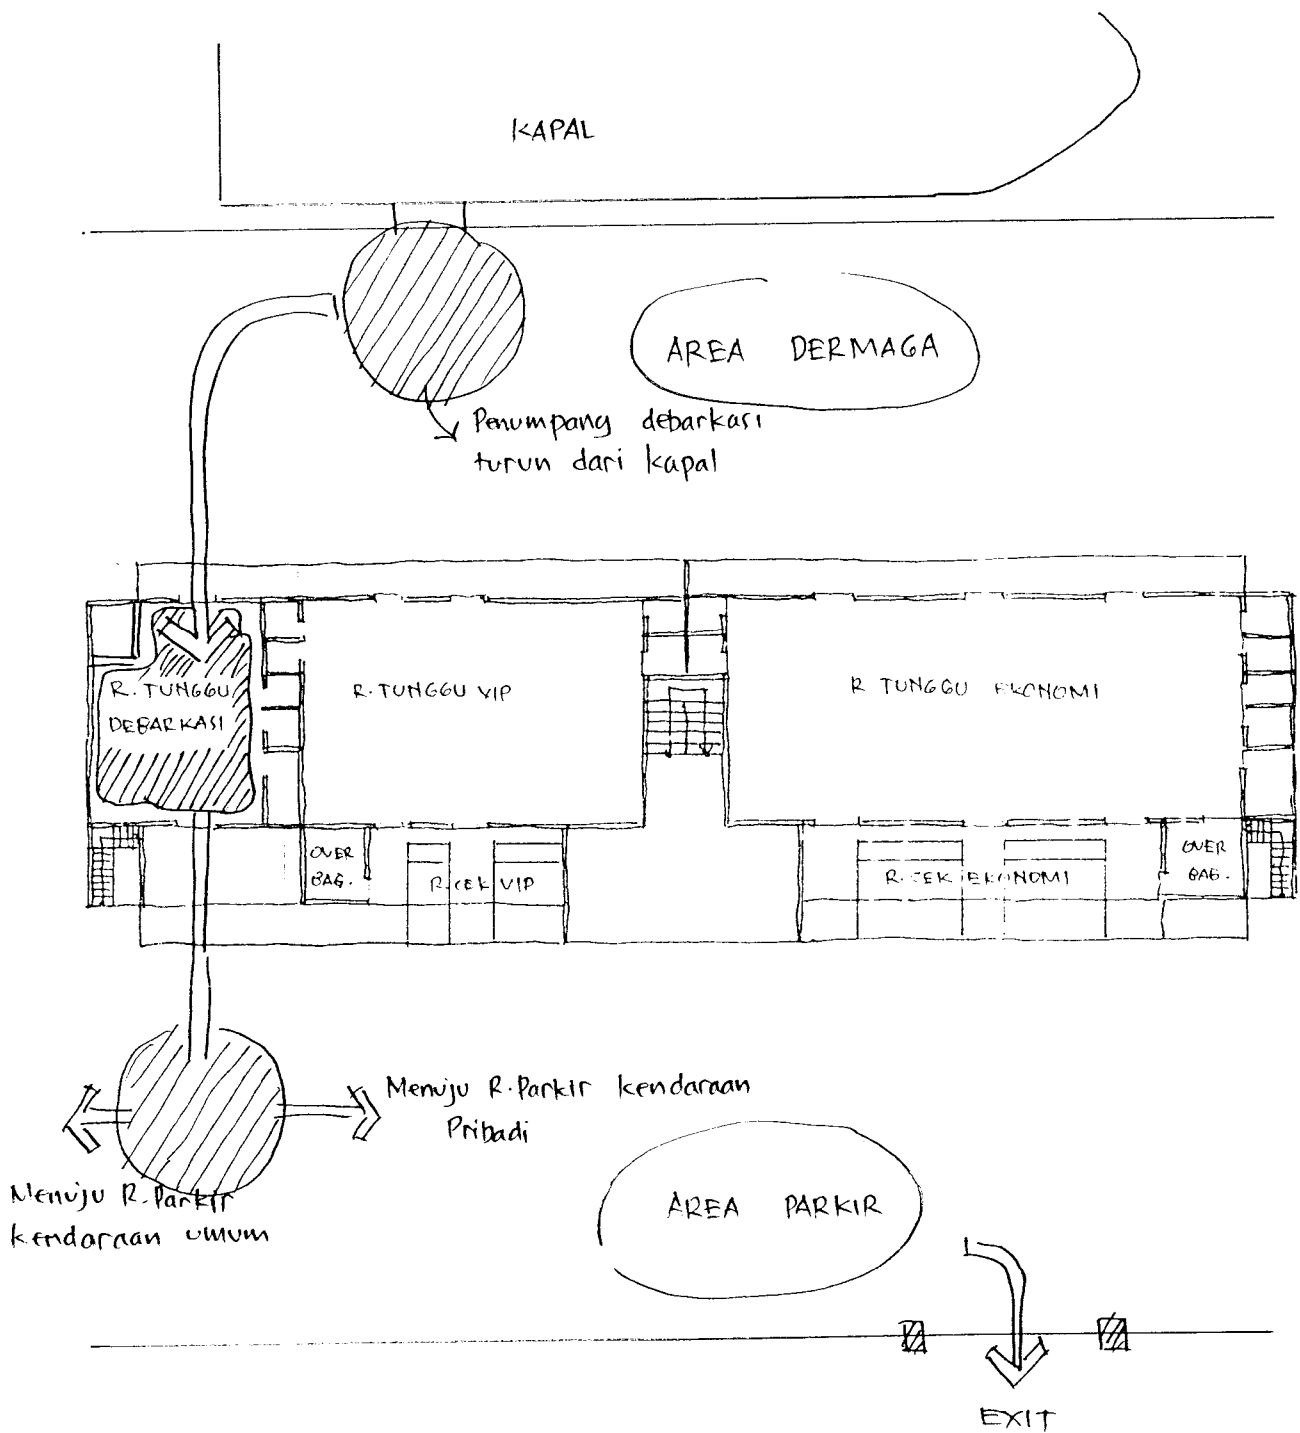 KAPAL
AREA DERMAGA
Penumpang debarkasi
turun dari kapal
R. TUNGGU
DEBARKASI
R. TUNGGU VIP
R TUNGGU EKONOMI
OVER
BAG.
R. CEK VIP
R. CEK EKONOMI
OVER
BAG.
Menuju R. Parkir kendaraan
Pribadi
Menuju R. Parkir
kendaraan umum
AREA PARKIR
EXIT